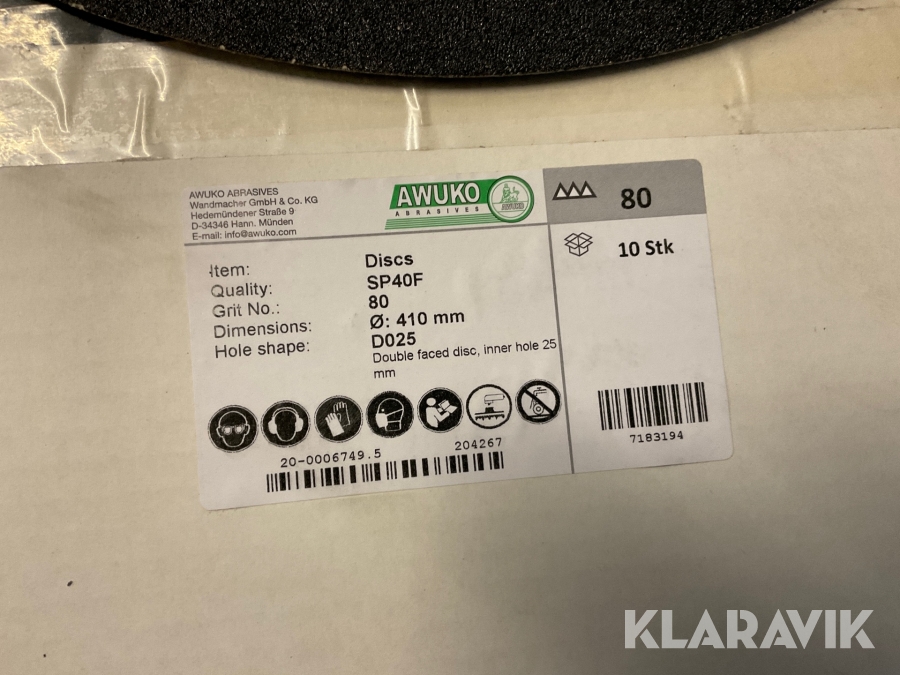 AWUKO ABRASIVES
Wandmacher GmbH & Co. KG
Hedemündener Straße 9
D-34346 Hann. Münden
E-mail: info@awuko.com
AWUKO
ABRASIVES
AWUKO
80
10 Stk
Item: Discs
Quality: SP40F
Grit No.: 80
Dimensions: Ø: 410 mm
Hole shape: D025
Double faced disc, inner hole 25
mm
20-0006749.5 204267
7183194
KLARAVIK